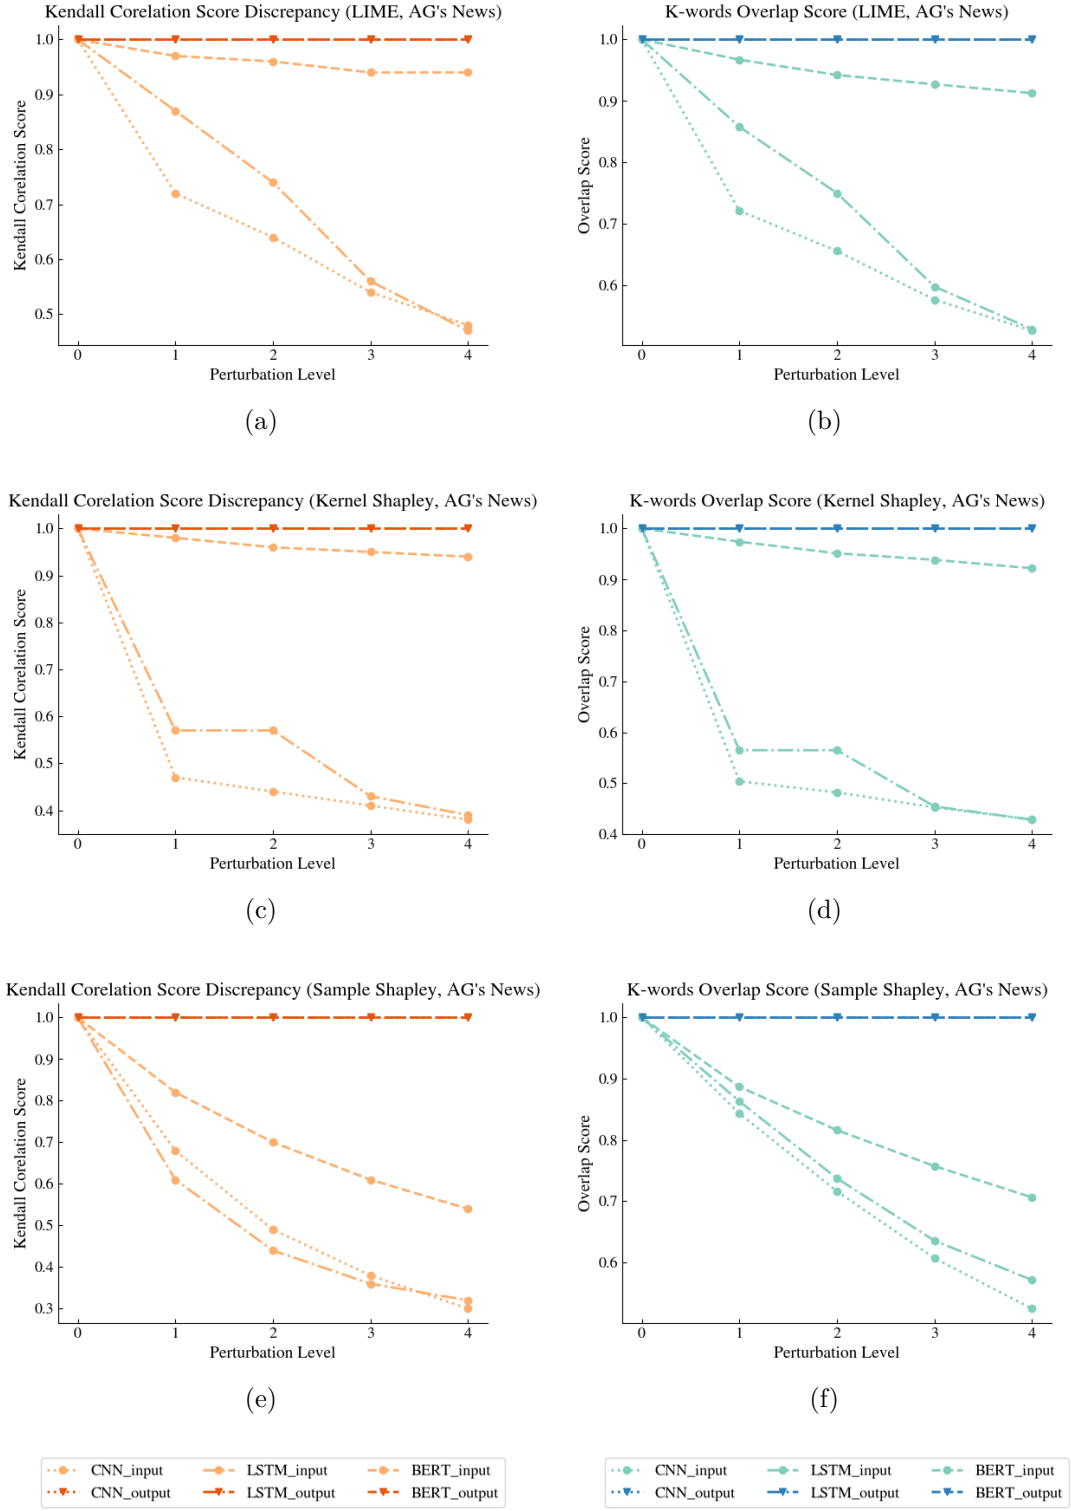 Kendall Corelation Score Discrepancy (LIME, AG's News)
Kendall Corelation Score
1.0
0.9
0.8
0.7
0.6
0.5
0 1 2 3 4
Perturbation Level
(a)
K-words Overlap Score (LIME, AG's News)
Overlap Score
1.0
0.9
0.8
0.7
0.6
0 1 2 3 4
Perturbation Level
(b)
Kendall Corelation Score Discrepancy (Kernel Shapley, AG's News)
Kendall Corelation Score
1.0
0.9
0.8
0.7
0.6
0.5
0.4
0 1 2 3 4
Perturbation Level
(c)
K-words Overlap Score (Kernel Shapley, AG's News)
Overlap Score
1.0
0.9
0.8
0.7
0.6
0.5
0.4
0 1 2 3 4
Perturbation Level
(d)
Kendall Corelation Score Discrepancy (Sample Shapley, AG's News)
Kendall Corelation Score
1.0
0.9
0.8
0.7
0.6
0.5
0.4
0.3
0 1 2 3 4
Perturbation Level
(e)
K-words Overlap Score (Sample Shapley, AG's News)
Overlap Score
1.0
0.9
0.8
0.7
0.6
0 1 2 3 4
Perturbation Level
(f)
CNN_input LSTM_input BERT_input
CNN_output LSTM_output BERT_output
CNN_input LSTM_input BERT_input
CNN_output LSTM_output BERT_output